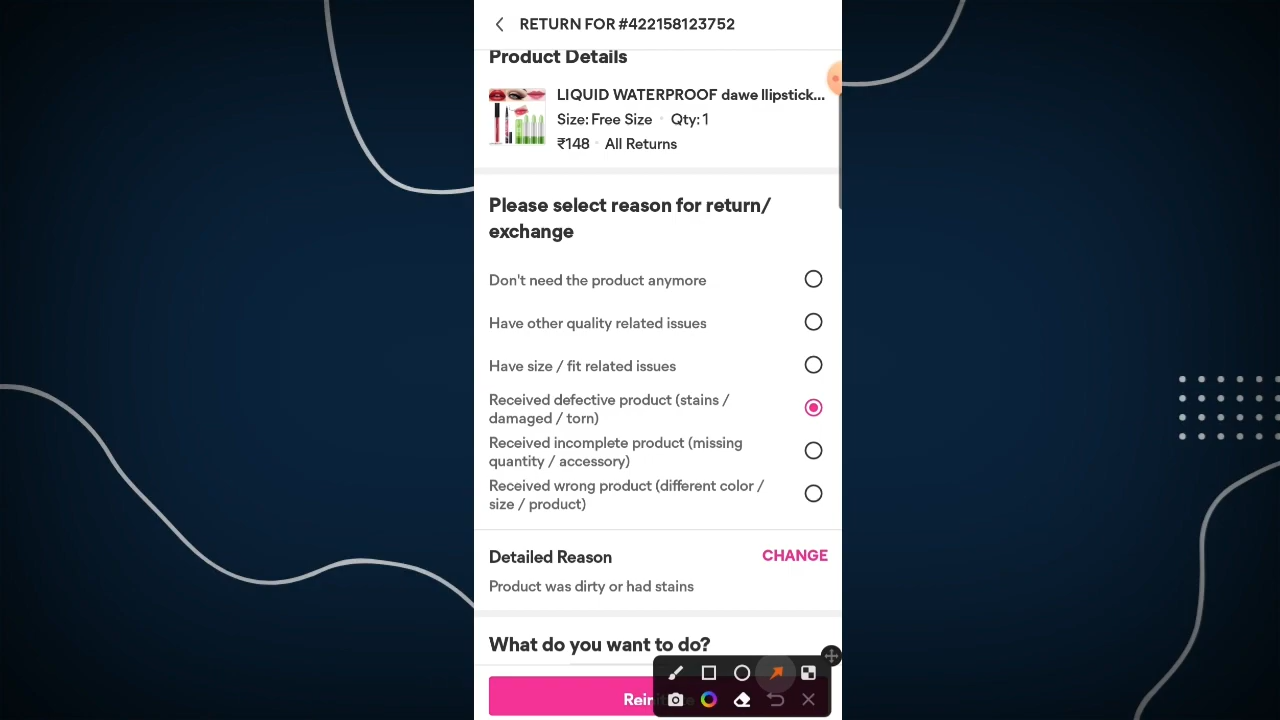 RETURN FOR #422158123752
Product Details
LIQUID WATERPROOF dawe llipstick...
Size: Free Size · Qty: 1
₹148 · All Returns
Please select reason for return/
exchange
Don't need the product anymore
Have other quality related issues
Have size / fit related issues
Received defective product (stains /
damaged / torn)
Received incomplete product (missing
quantity / accessory)
Received wrong product (different color /
size / product)
Detailed Reason
CHANGE
Product was dirty or had stains
What do you want to do?